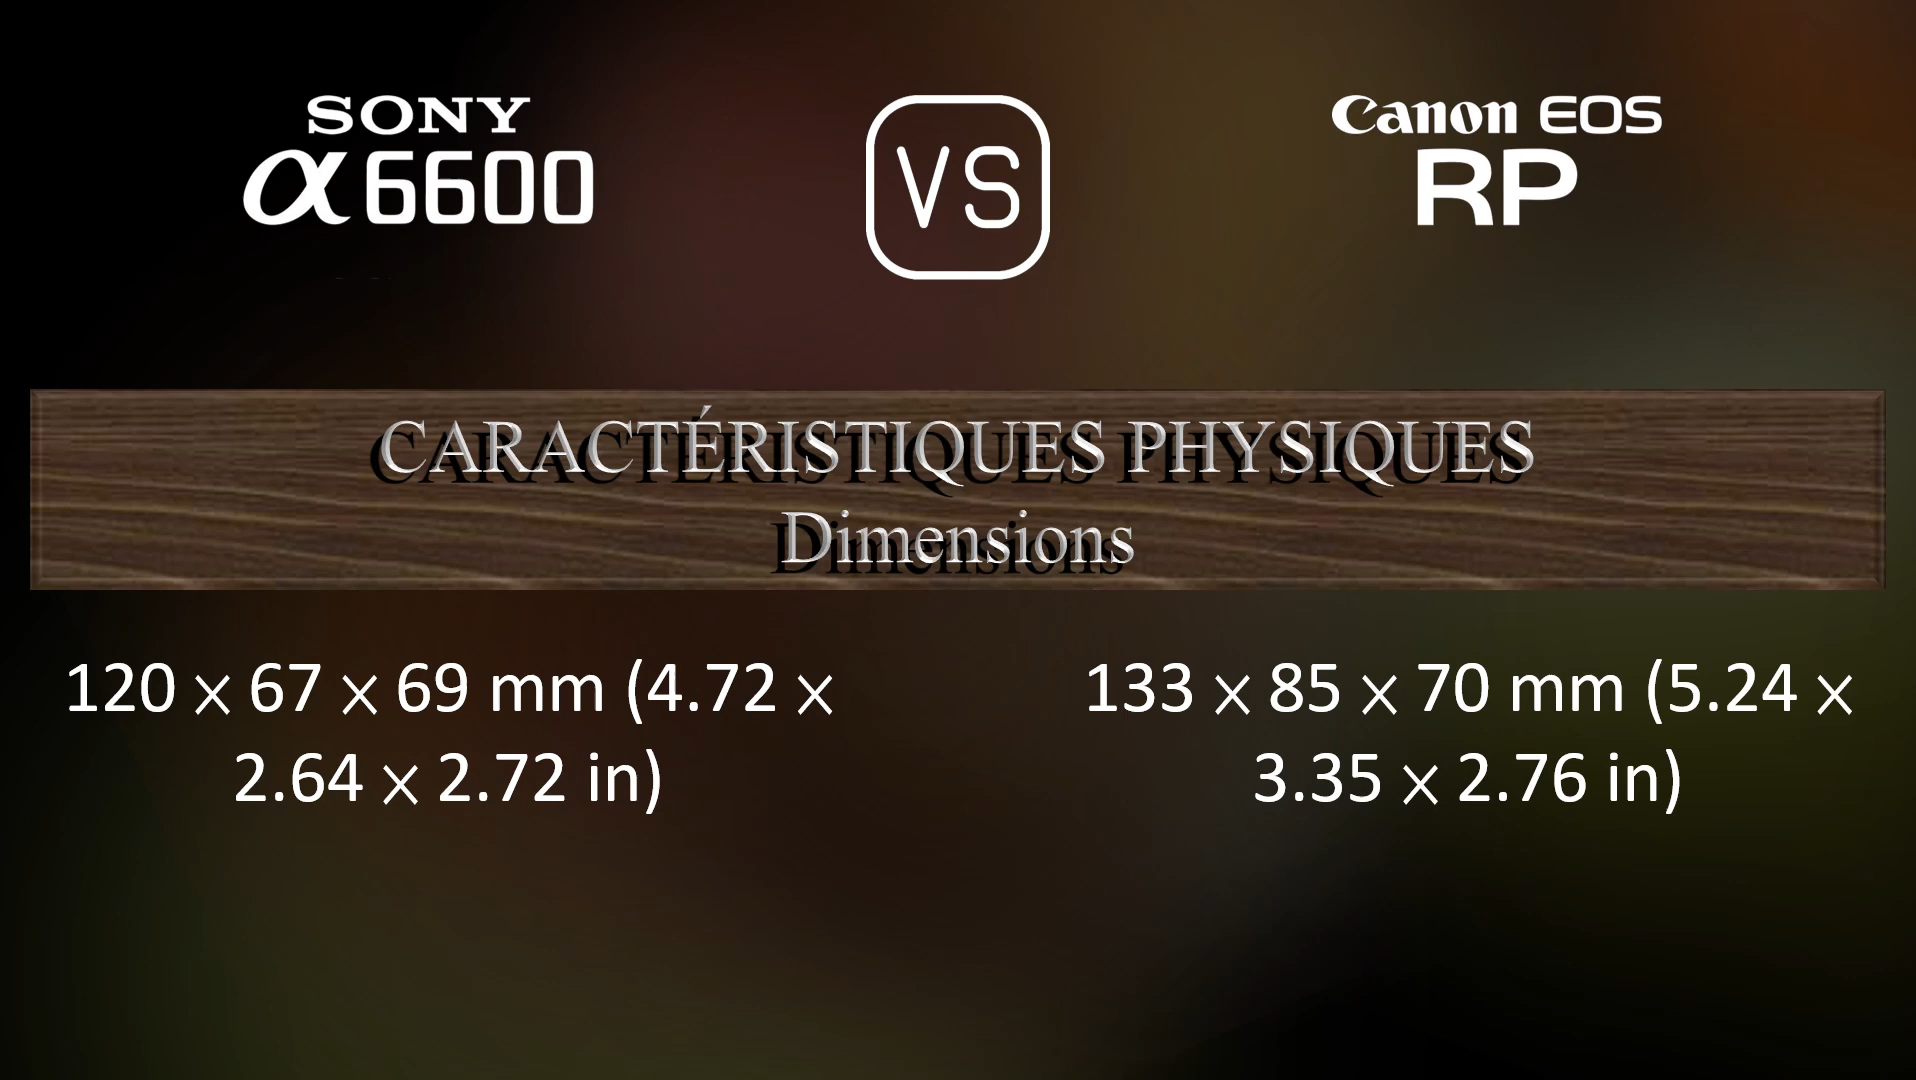 SONY
α6600
VS
Canon EOS
RP
CARACTÉRISTIQUES PHYSIQUES
Dimensions
120 x 67 x 69 mm (4.72 x
2.64 x 2.72 in)
133 x 85 x 70 mm (5.24 x
3.35 x 2.76 in)